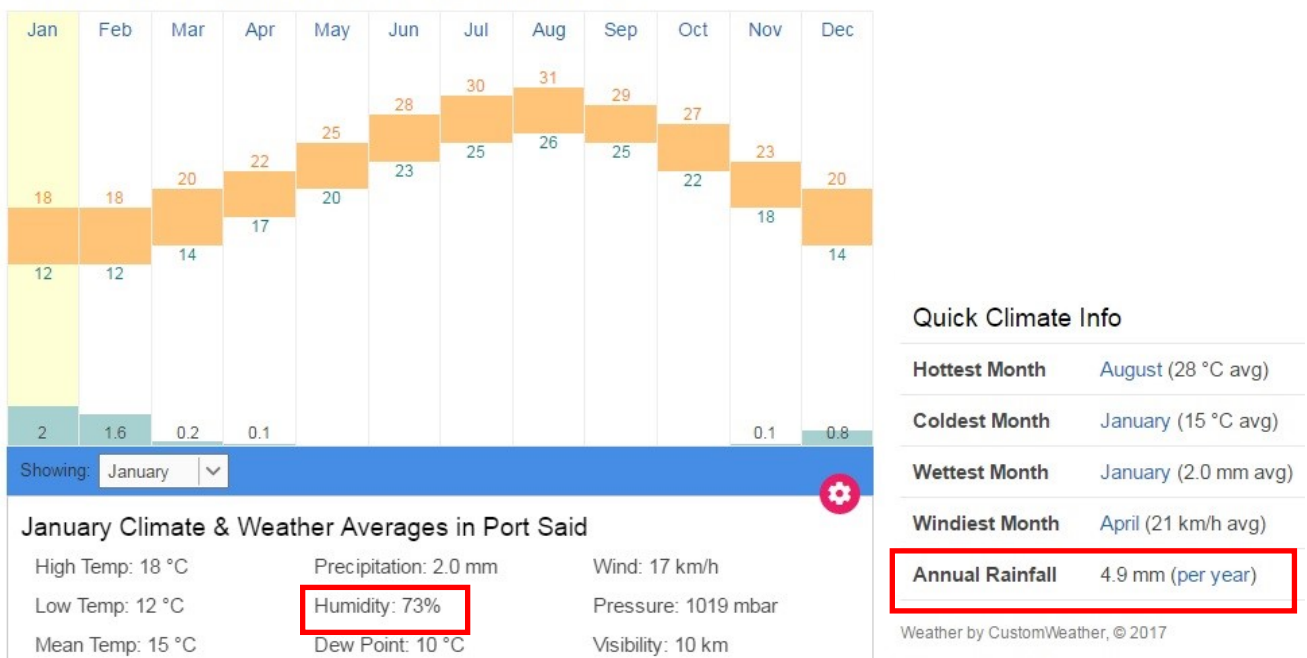 Jan Feb Mar Apr May Jun Jul Aug Sep Oct Nov Dec
18 18 20 22 25 28 30 31 29 27 23 20
12 12 14 17 20 23 25 26 25 22 18 14
2 1.6 0.2 0.1 0.1 0.8
Showing: January
January Climate & Weather Averages in Port Said
High Temp: 18 °C Precipitation: 2.0 mm Wind: 17 km/h
Low Temp: 12 °C Humidity: 73% Pressure: 1019 mbar
Mean Temp: 15 °C Dew Point: 10 °C Visibility: 10 km
Quick Climate Info
Hottest Month August (28 °C avg)
Coldest Month January (15 °C avg)
Wettest Month January (2.0 mm avg)
Windiest Month April (21 km/h avg)
Annual Rainfall 4.9 mm (per year)
Weather by CustomWeather, © 2017